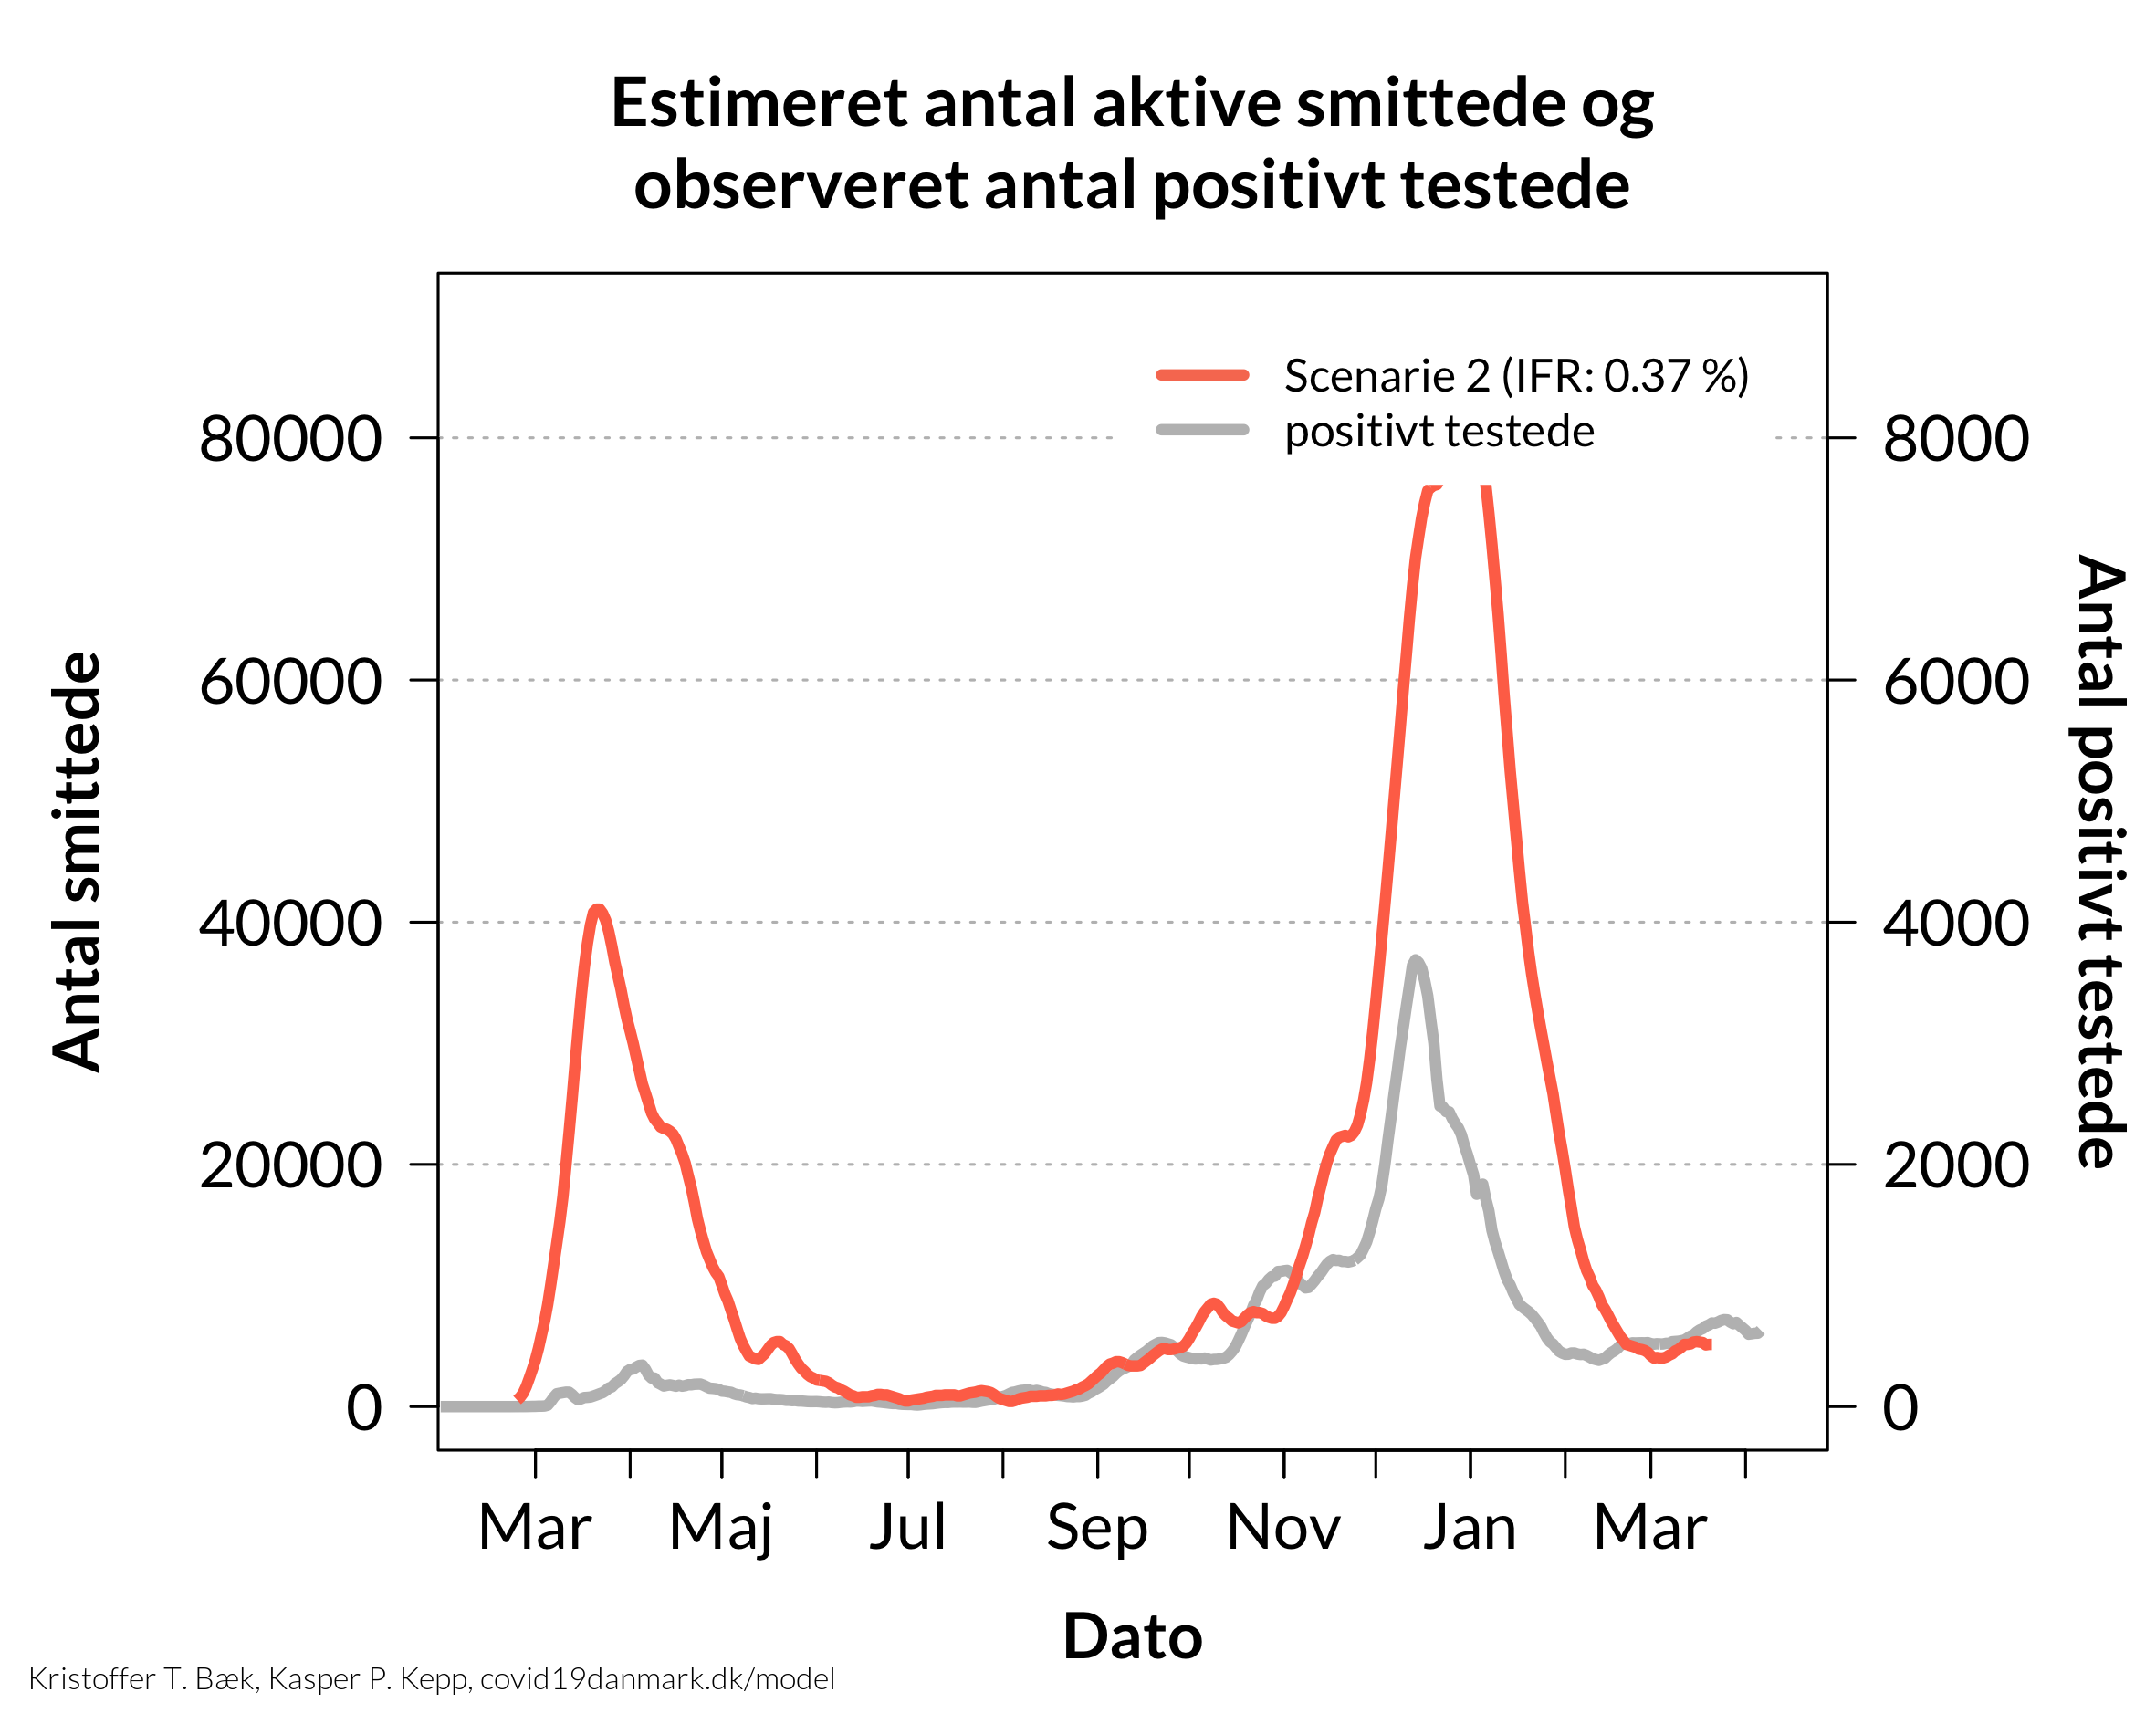 Estimeret antal aktive smittede og
observeret antal positivt testede
Scenarie 2 (IFR: 0.37 %)
positivt testede
80000
60000
40000
20000
0
Antal smittede
8000
6000
4000
2000
0
Antal positivt testede
Mar Maj Jul Sep Nov Jan Mar
Dato
Kristoffer T. Bæk, Kasper P. Kepp, covid19danmark.dk/model